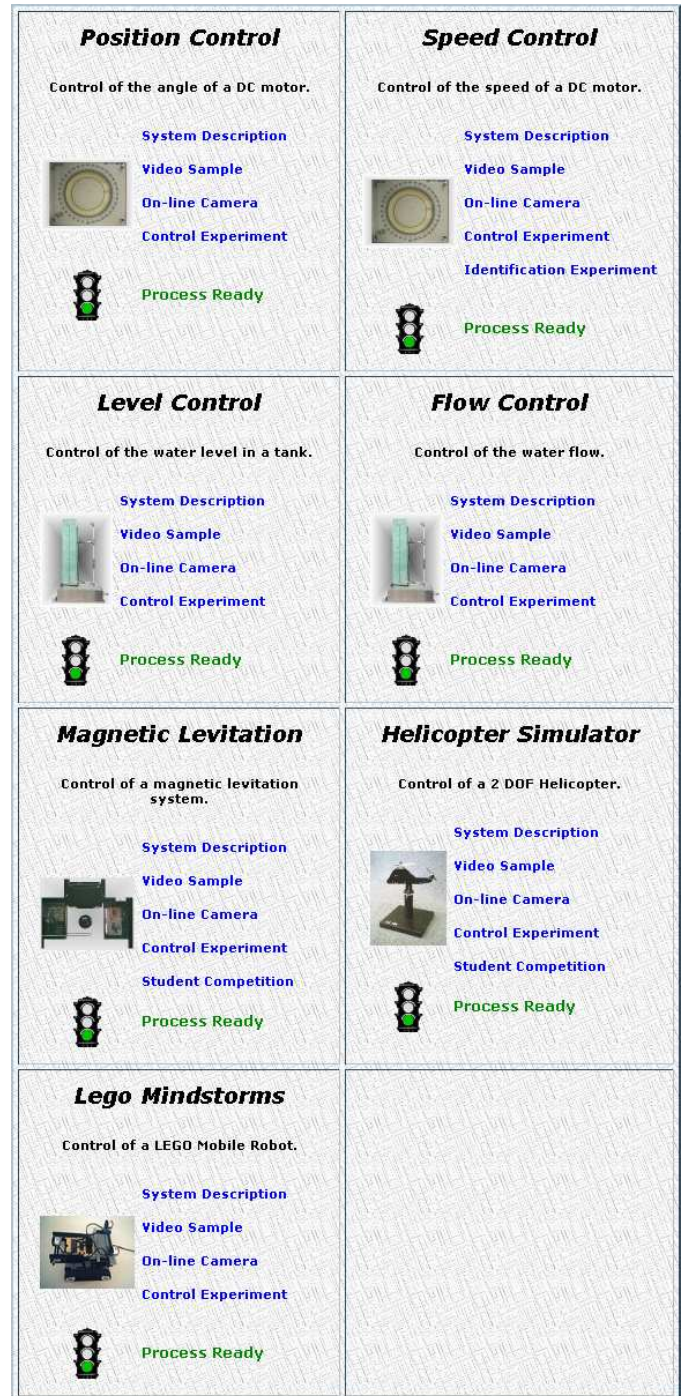 Position Control
Control of the angle of a DC motor.
System Description
Video Sample
On-line Camera
Control Experiment
Process Ready
Speed Control
Control of the speed of a DC motor.
System Description
Video Sample
On-line Camera
Control Experiment
Identification Experiment
Process Ready
Level Control
Control of the water level in a tank.
System Description
Video Sample
On-line Camera
Control Experiment
Process Ready
Flow Control
Control of the water flow.
System Description
Video Sample
On-line Camera
Control Experiment
Process Ready
Magnetic Levitation
Control of a magnetic levitation
system.
System Description
Video Sample
On-line Camera
Control Experiment
Student Competition
Process Ready
Helicopter Simulator
Control of a 2 DOF Helicopter.
System Description
Video Sample
On-line Camera
Control Experiment
Student Competition
Process Ready
Lego Mindstorms
Control of a LEGO Mobile Robot.
System Description
Video Sample
On-line Camera
Control Experiment
Process Ready